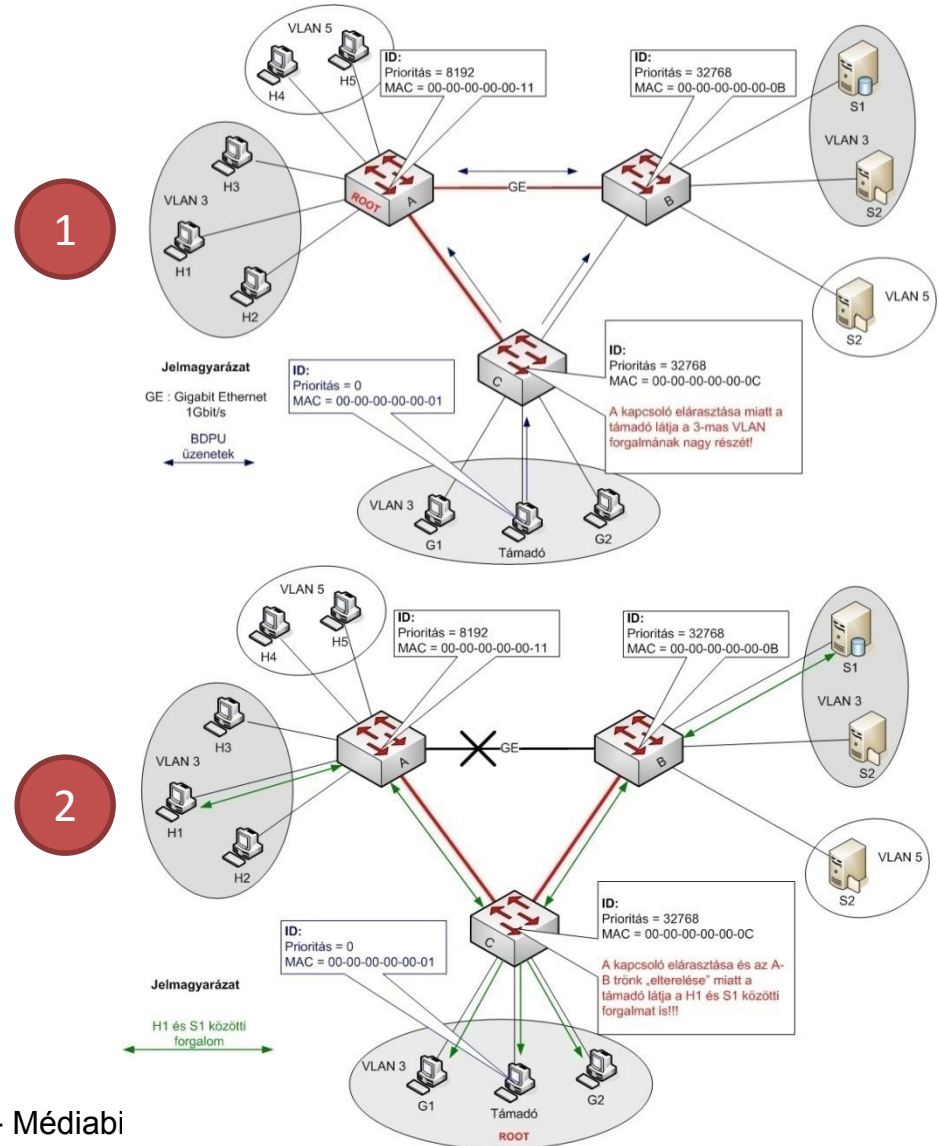 1
VLAN 5
H4
H5
ID:
Prioritás = 8192
MAC = 00-00-00-00-00-11
ID:
Prioritás = 32768
MAC = 00-00-00-00-00-0B
S1
VLAN 3
S2
VLAN 3
H3
H1
H2
ROOT
A
GE
B
VLAN 5
S2
Jelmagyarázat
GE : Gigabit Ethernet
1Gbit/s
BDPU
üzenetek
ID:
Prioritás = 0
MAC = 00-00-00-00-00-01
C
ID:
Prioritás = 32768
MAC = 00-00-00-00-00-0C
A kapcsoló elárasztása miatt a
támadó látja a 3-mas VLAN
forgalmának nagy részét!
VLAN 3
G1
Támadó
G2
2
VLAN 5
H4
H5
ID:
Prioritás = 8192
MAC = 00-00-00-00-00-11
ID:
Prioritás = 32768
MAC = 00-00-00-00-00-0B
S1
VLAN 3
S2
VLAN 3
H3
H1
H2
A
GE
B
VLAN 5
S2
Jelmagyarázat
H1 és S1 közötti
forgalom
ID:
Prioritás = 0
MAC = 00-00-00-00-00-01
C
ID:
Prioritás = 32768
MAC = 00-00-00-00-00-0C
A kapcsoló elárasztása és az A-
B trönk „elterelése” miatt a
támadó látja a H1 és S1 közötti
forgalmat is!!!
VLAN 3
G1
Támadó
G2
ROOT
- Médiabi